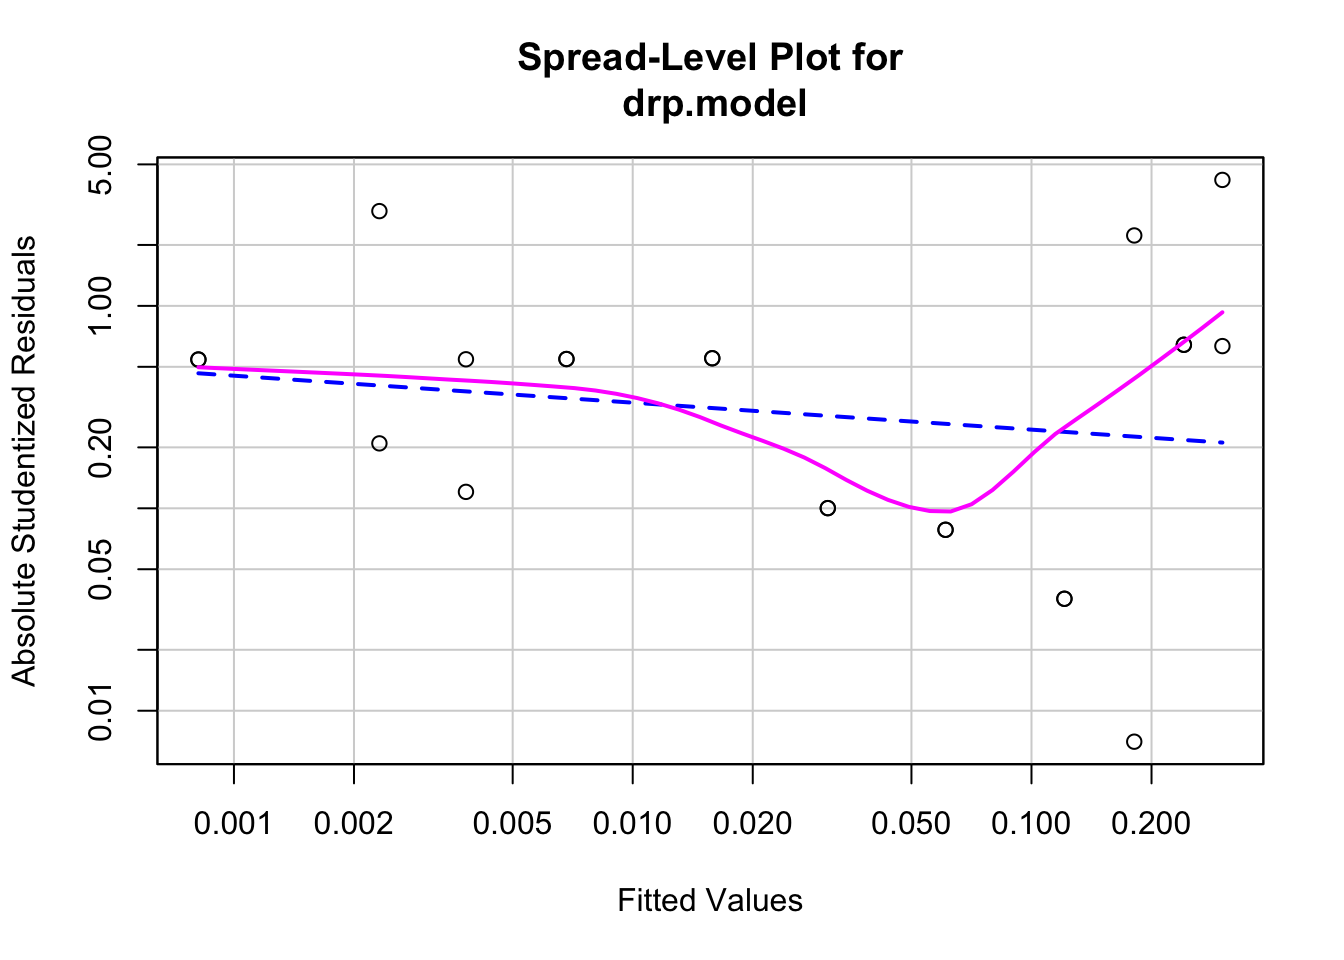 Spread-Level Plot for
drp.model
Absolute Studentized Residuals
5.00
1.00
0.20
0.05
0.01
0.001 0.002 0.005 0.010 0.020 0.050 0.100 0.200
Fitted Values